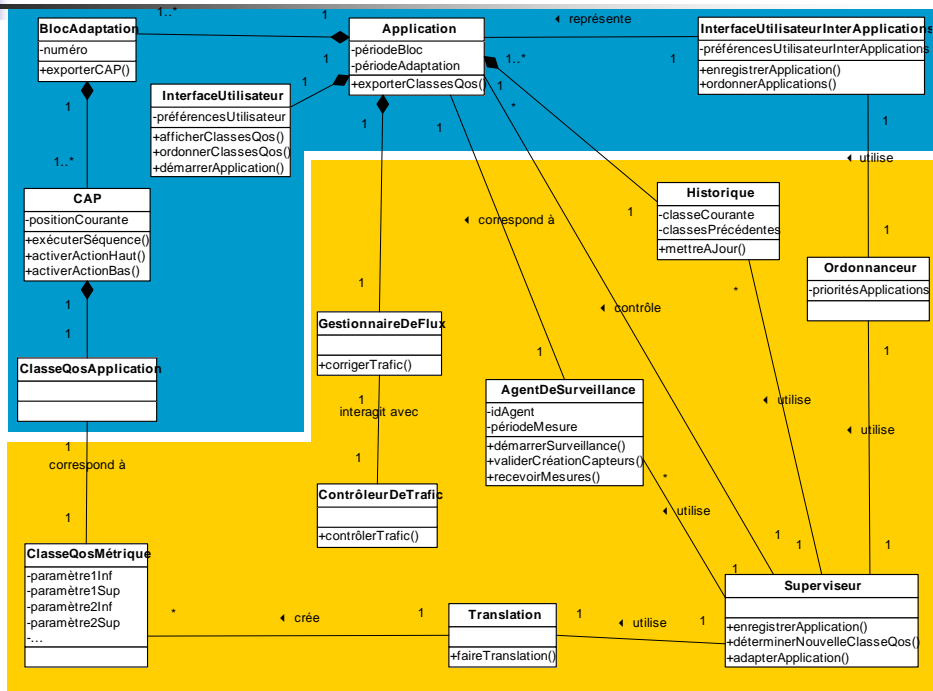 1..*
1
◄ représente
BlocAdaptation
-numéro
+exporterCAP()
Application
-périodeBloc
-périodeAdaptation
+exporterClassesQos()
InterfaceUtilisateurInterApplications
-préférencesUtilisateurInterApplications
+enregistrerApplication()
+ordonnerApplications()
1
1..*
1
1
1
1
InterfaceUtilisateur
-préférencesUtilisateur
+afficherClassesQos()
+ordonnerClassesQos()
+démarrerApplication()
*
1
1
1
◄ utilise
1..*
CAP
-positionCourante
+exécuterSéquence()
+activerActionHaut()
+activerActionBas()
Historique
-classeCourante
-classesPrécédentes
+mettreAJour()
◄ correspond à
1
1
Ordonnanceur
-prioritésApplications
1
*
1
◄ contrôle
GestionnaireDeFlux
+corrigerTrafic()
1
1
1
ClasseQosApplication
AgentDeSurveillance
-idAgent
-périodeMesure
+démarrerSurveillance()
+validerCréationCapteurs()
+recevoirMesures()
1
interagit avec
◄ utilise
◄ utilise
1
correspond à
1
*
ContrôleurDeTrafic
+contrôlerTrafic()
◄ utilise
1
1
1
1
1
ClasseQosMétrique
-paramètre1Inf
-paramètre1Sup
-paramètre2Inf
-paramètre2Sup
-...
Superviseur
+enregistrerApplication()
+déterminerNouvelleClasseQos()
+adapterApplication()
*
◄ crée
1
Translation
+faireTranslation()
1
◄ utilise
1